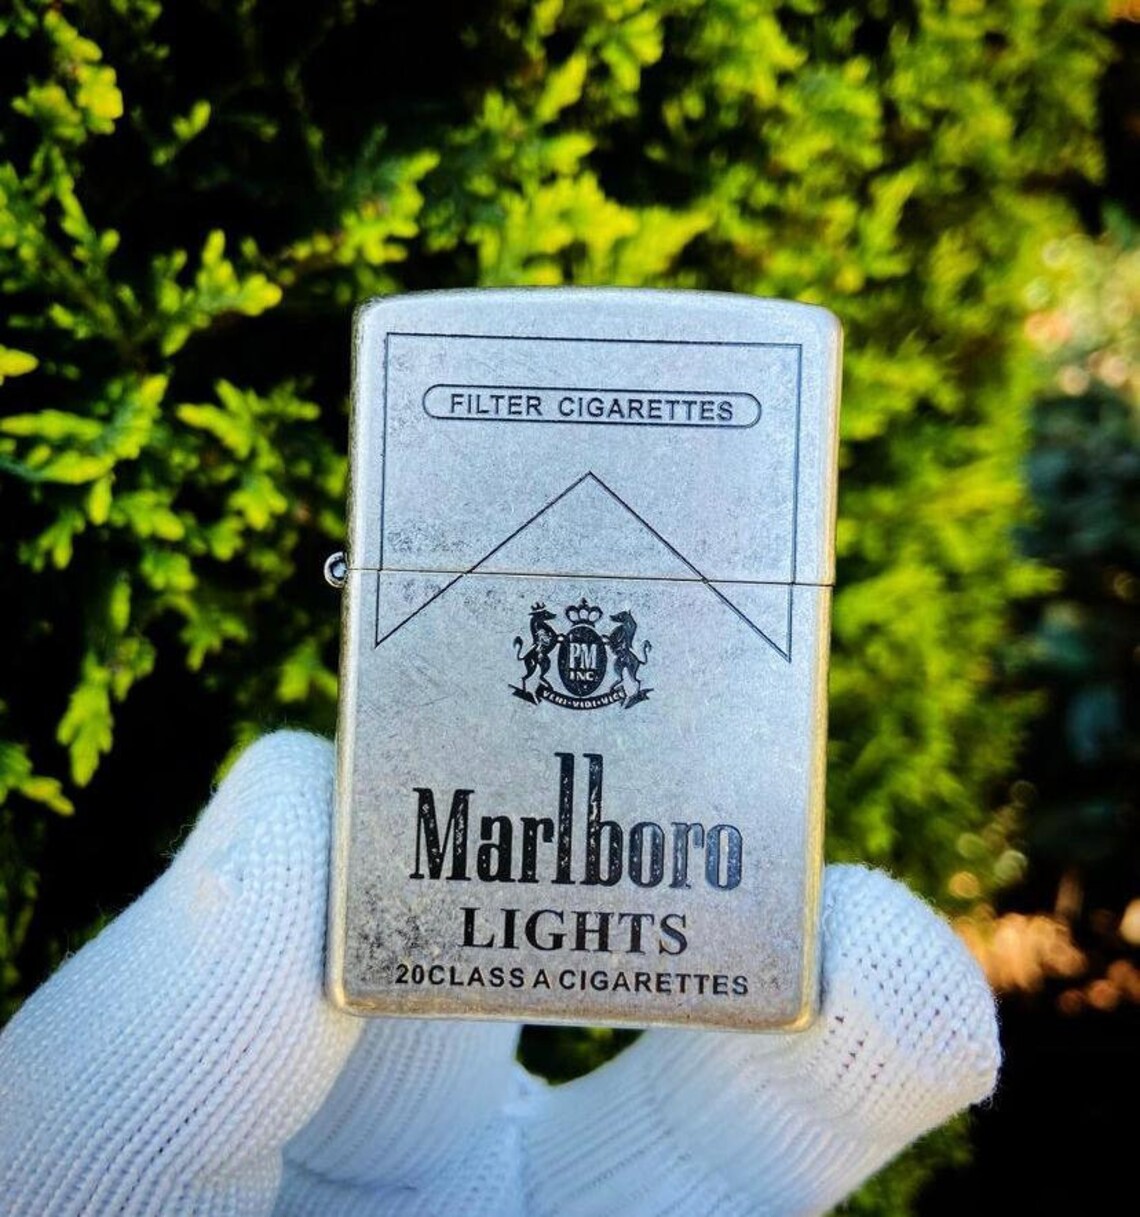 FILTER CIGARETTES
PM
INC.
VENI·VIDI·VICI
Marlboro
LIGHTS
20CLASS A CIGARETTES